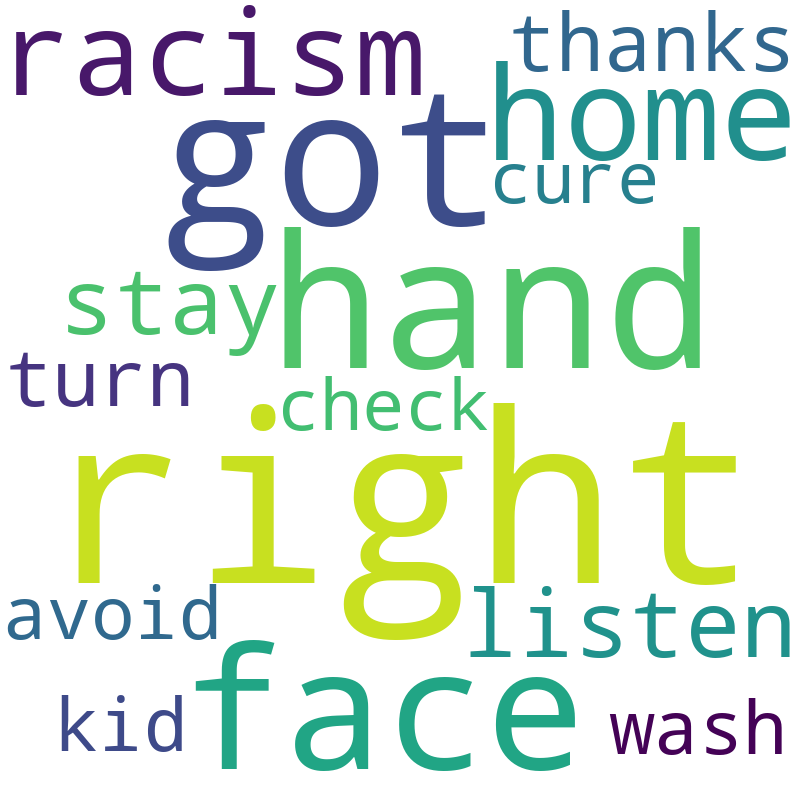 racism
thanks
got
home
cure
hand
stay
turn
check
right
avoid
listen
face
kid
wash